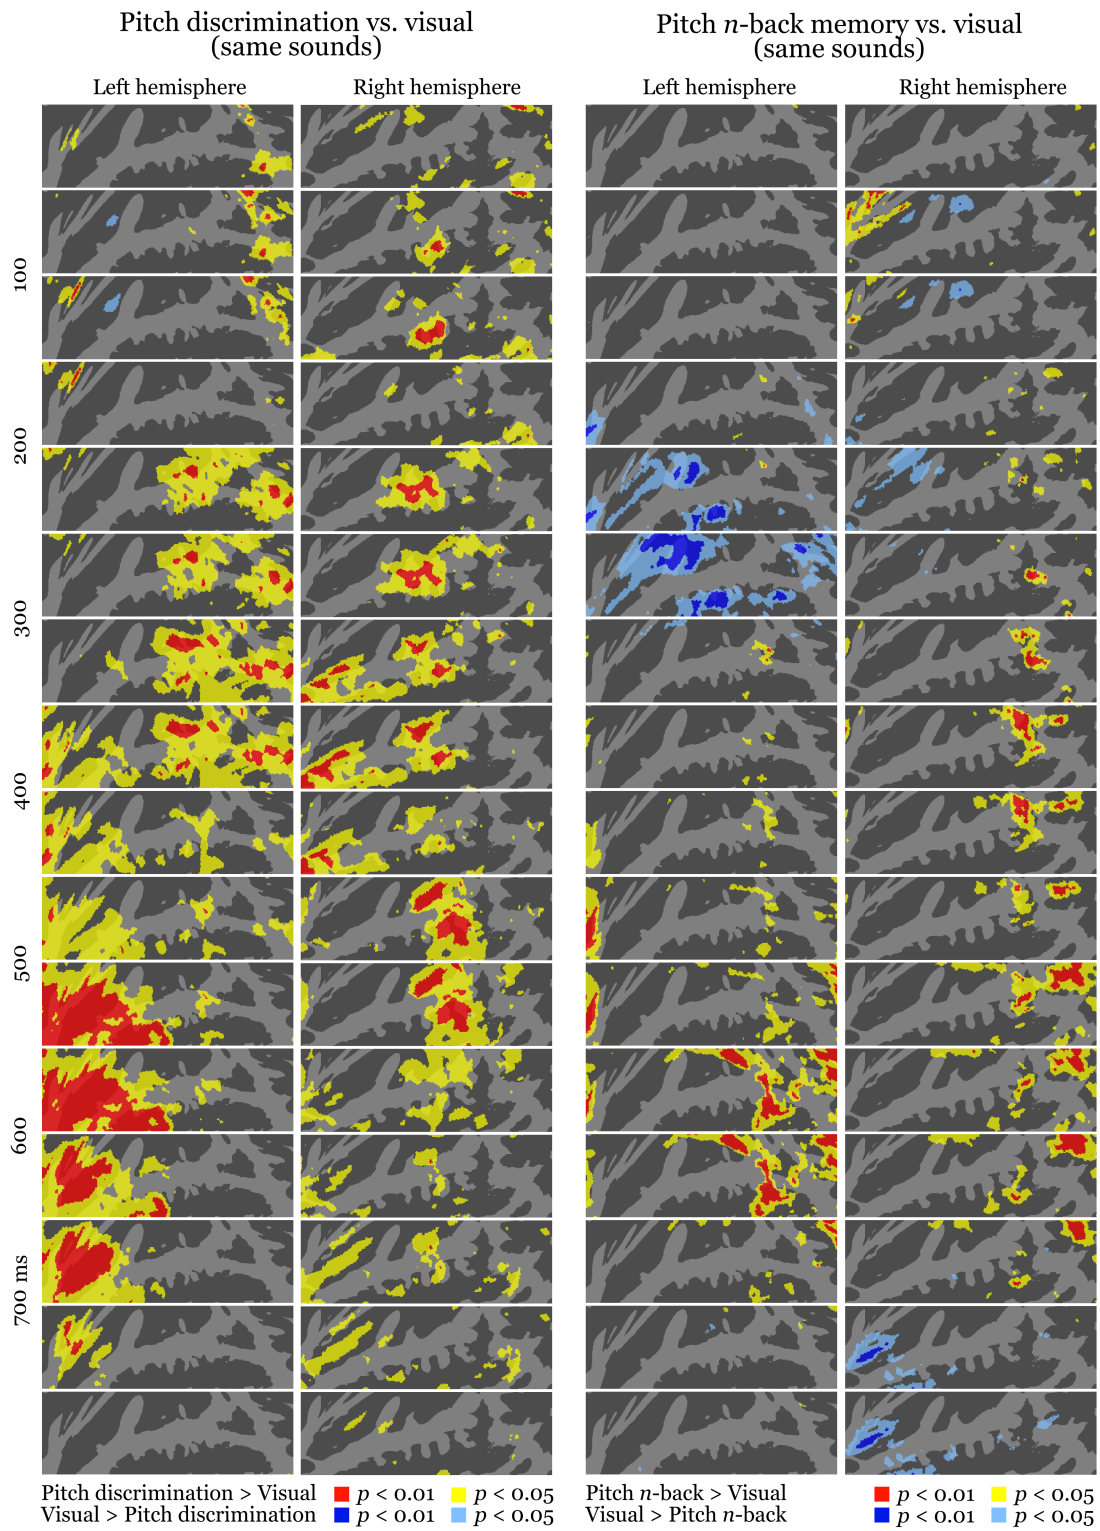 Pitch discrimination vs. visual
(same sounds)
Pitch n-back memory vs. visual
(same sounds)
Left hemisphere
Right hemisphere
Left hemisphere
Right hemisphere
100
200
300
400
500
600
700 ms
Pitch discrimination > Visual
Visual > Pitch discrimination
p < 0.01
p < 0.05
p < 0.01
p < 0.05
Pitch n-back > Visual
Visual > Pitch n-back
p < 0.01
p < 0.05
p < 0.01
p < 0.05